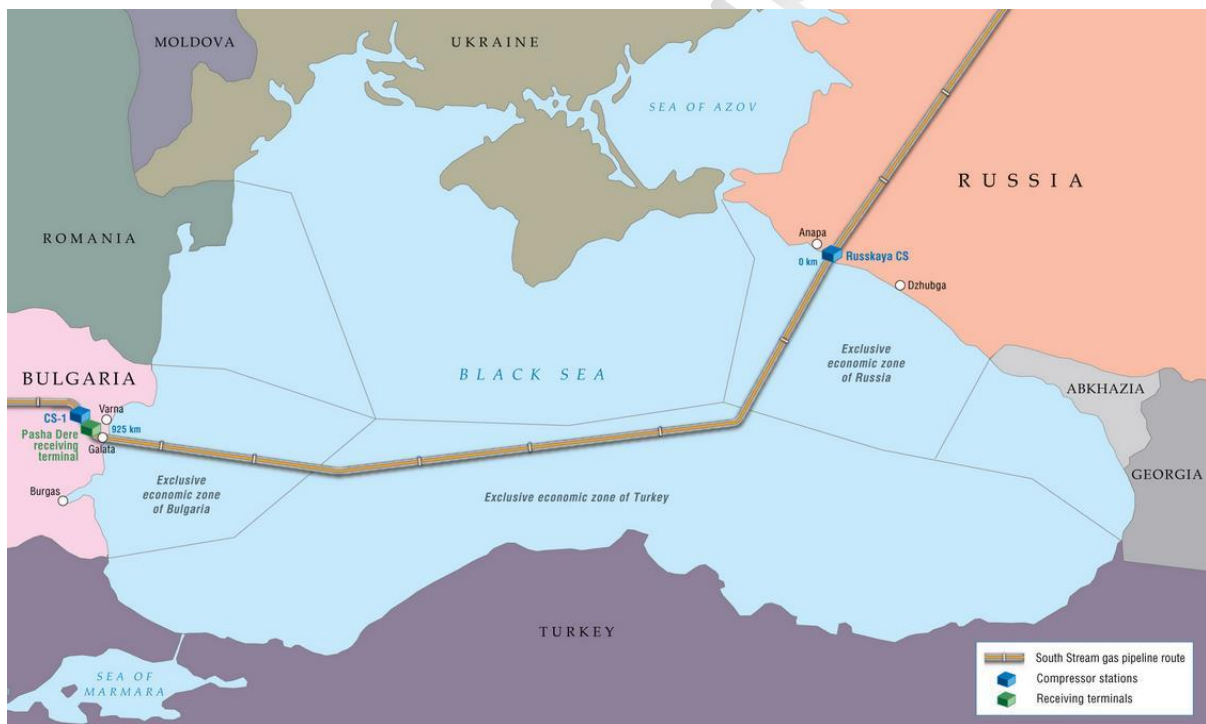 MOLDOVA
UKRAINE
SEA OF AZOV
RUSSIA
ROMANIA
Anapa
0 km
Russkaya CS
Dzhubga
Exclusive
economic zone
of Russia
BLACK SEA
ABKHAZIA
BULGARIA
CS-1
Varna
Pasha Dere
receiving
terminal
925 km
Galata
GEORGIA
Exclusive
economic zone
of Bulgaria
Exclusive economic zone of Turkey
Burgas
TURKEY
SEA OF
MARMARA
South Stream gas pipeline route
Compressor stations
Receiving terminals